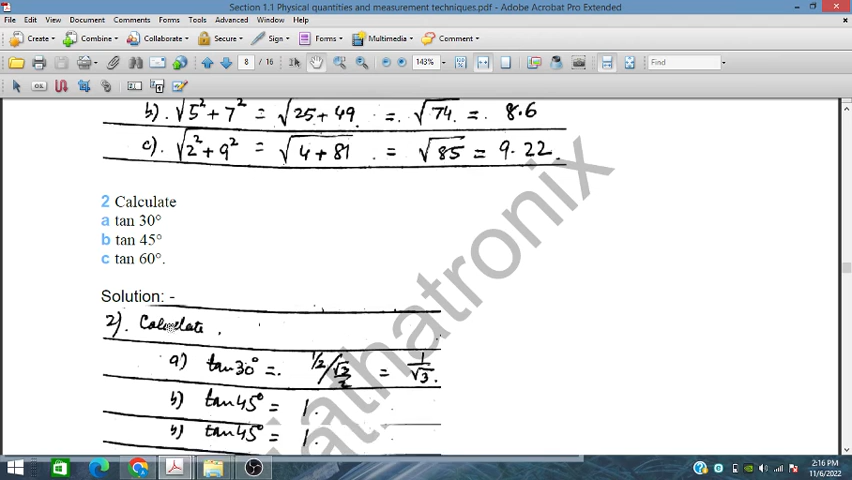 Section 1.1 Physical quantities and measurement techniques.pdf - Adobe Acrobat Pro Extended
File Edit View Document Comments Forms Tools Advanced Window Help
Create Combine Collaborate Secure Sign Forms Multimedia Comment
8 / 16 143% Find
b). √5² + 7² = √25 + 49 = √74 = 8.6
c). √2² + 9² = √4 + 81 = √85 = 9.22
2 Calculate
a tan 30°
b tan 45°
c tan 60°.
Solution: -
2). Calculate.
a) tan30° = 1/2 / √3/2 = 1/√3.
b) tan45° = 1.
b) tan45° = 1.
athatronix
2:16 PM
11/6/2022